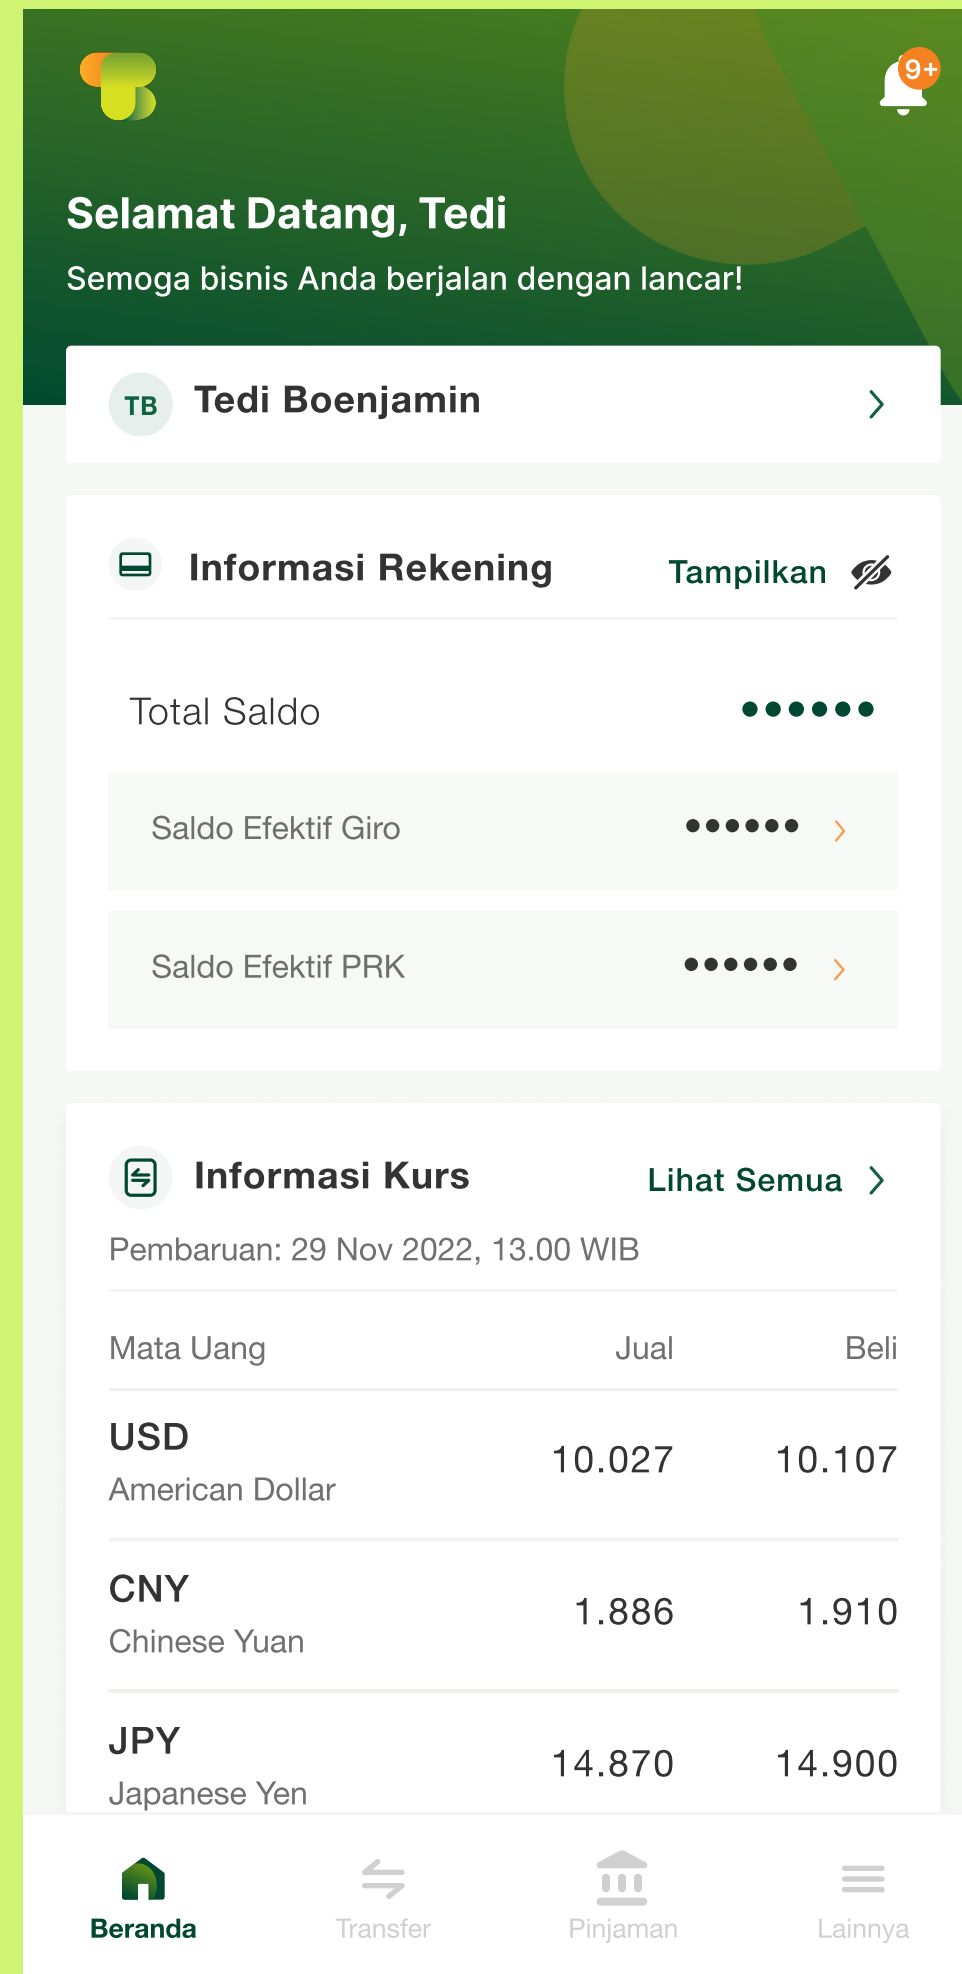 9+
Selamat Datang, Tedi
Semoga bisnis Anda berjalan dengan lancar!
TB Tedi Boenjamin
Informasi Rekening Tampilkan
Total Saldo ••••••
Saldo Efektif Giro ••••••
Saldo Efektif PRK ••••••
Informasi Kurs Lihat Semua
Pembaruan: 29 Nov 2022, 13.00 WIB
Mata Uang Jual Beli
USD
American Dollar 10.027 10.107
CNY
Chinese Yuan 1.886 1.910
JPY
Japanese Yen 14.870 14.900
Beranda Transfer Pinjaman Lainnya